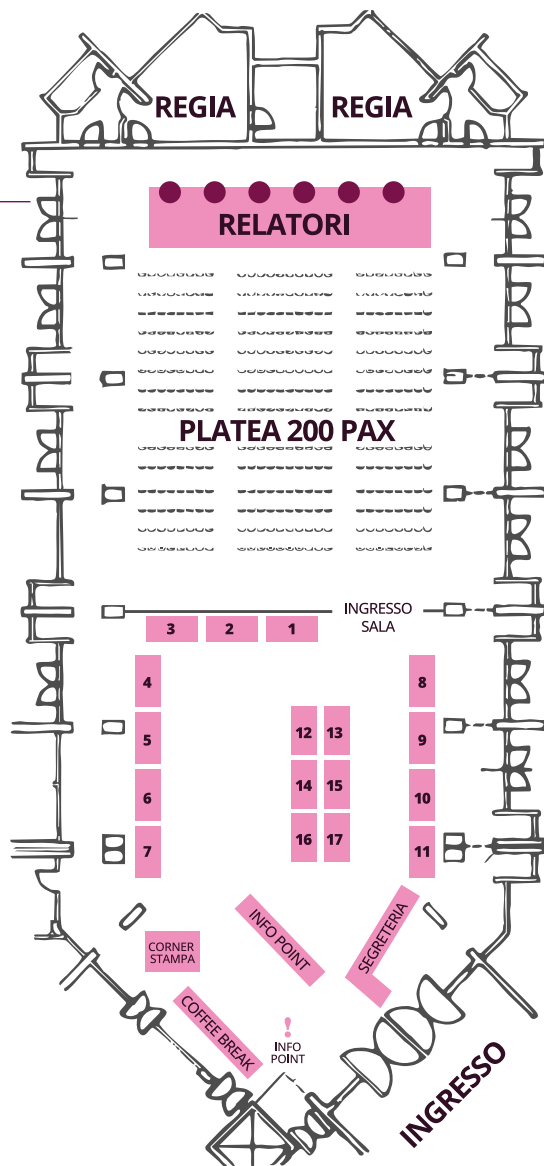 REGIA
REGIA
RELATORI
PLATEA 200 PAX
INGRESSO
SALA
3
2
1
4
8
5
12
13
9
6
14
15
10
7
16
17
11
CORNER
STAMPA
INFO POINT
SEGRETERIA
COFFEE BREAK
!
INFO
POINT
INGRESSO